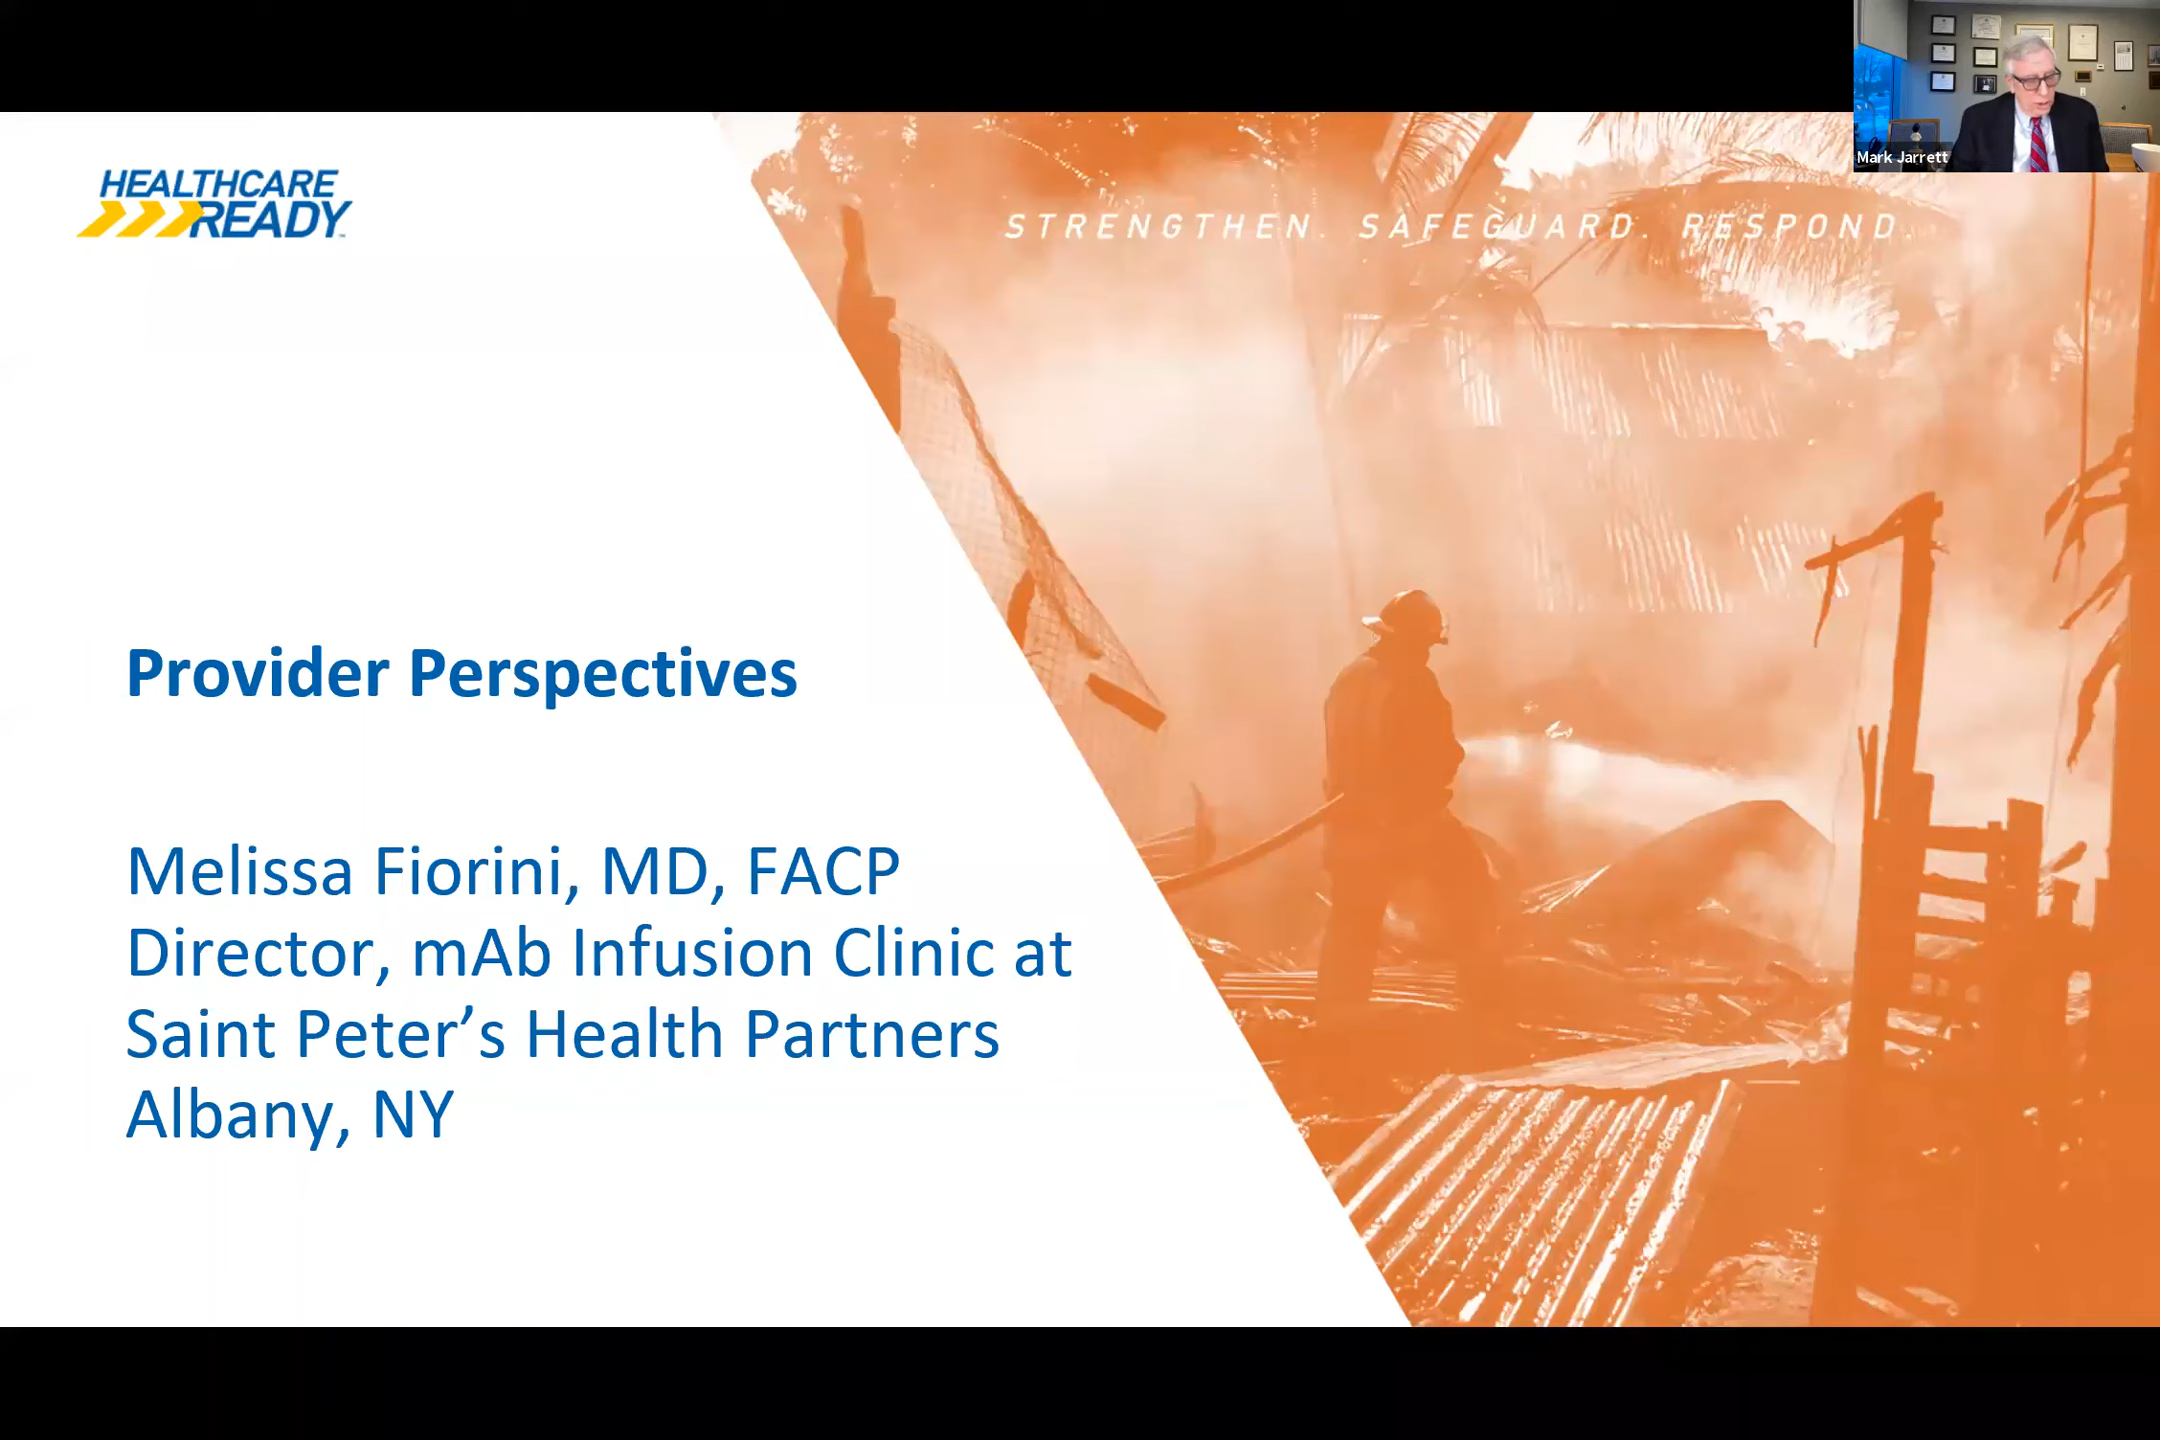 Mark Jarrett
HEALTHCARE
READY™
STRENGTHEN. SAFEGUARD. RESPOND.
Provider Perspectives
Melissa Fiorini, MD, FACP
Director, mAb Infusion Clinic at
Saint Peter’s Health Partners
Albany, NY